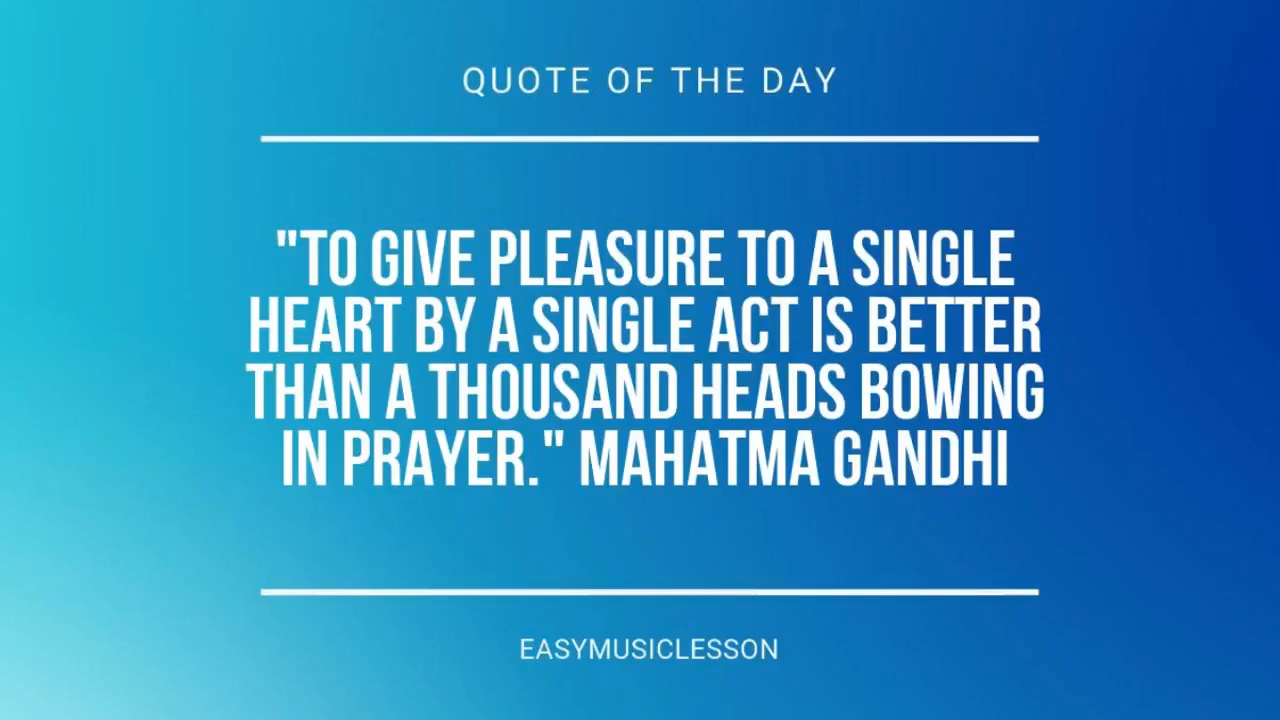 QUOTE OF THE DAY
"TO GIVE PLEASURE TO A SINGLE
HEART BY A SINGLE ACT IS BETTER
THAN A THOUSAND HEADS BOWING
IN PRAYER." MAHATMA GANDHI
EASYMUSICLESSON